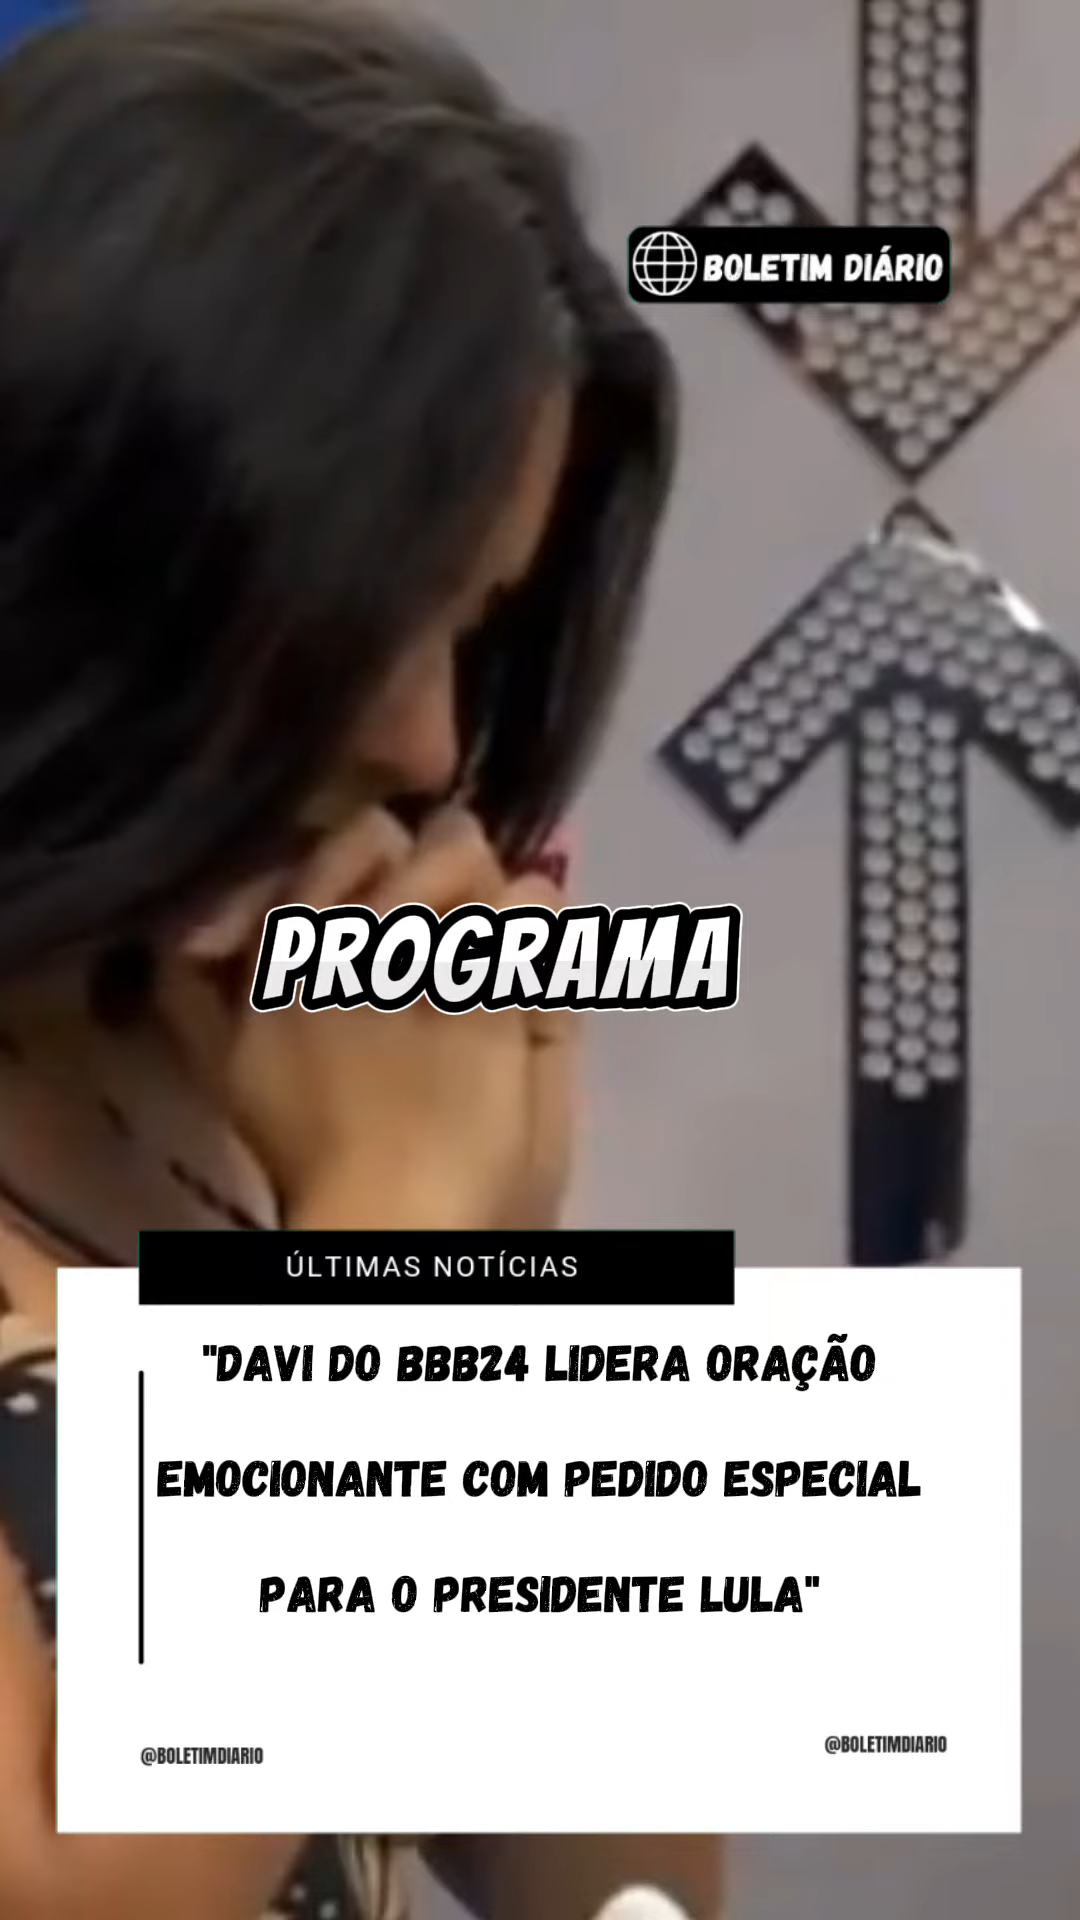 BOLETIM DIÁRIO
PROGRAMA
ÚLTIMAS NOTÍCIAS
"DAVI DO BBB24 LIDERA ORAÇÃO
EMOCIONANTE COM PEDIDO ESPECIAL
PARA O PRESIDENTE LULA"
@BOLETIMDIARIO
@BOLETIMDIARIO